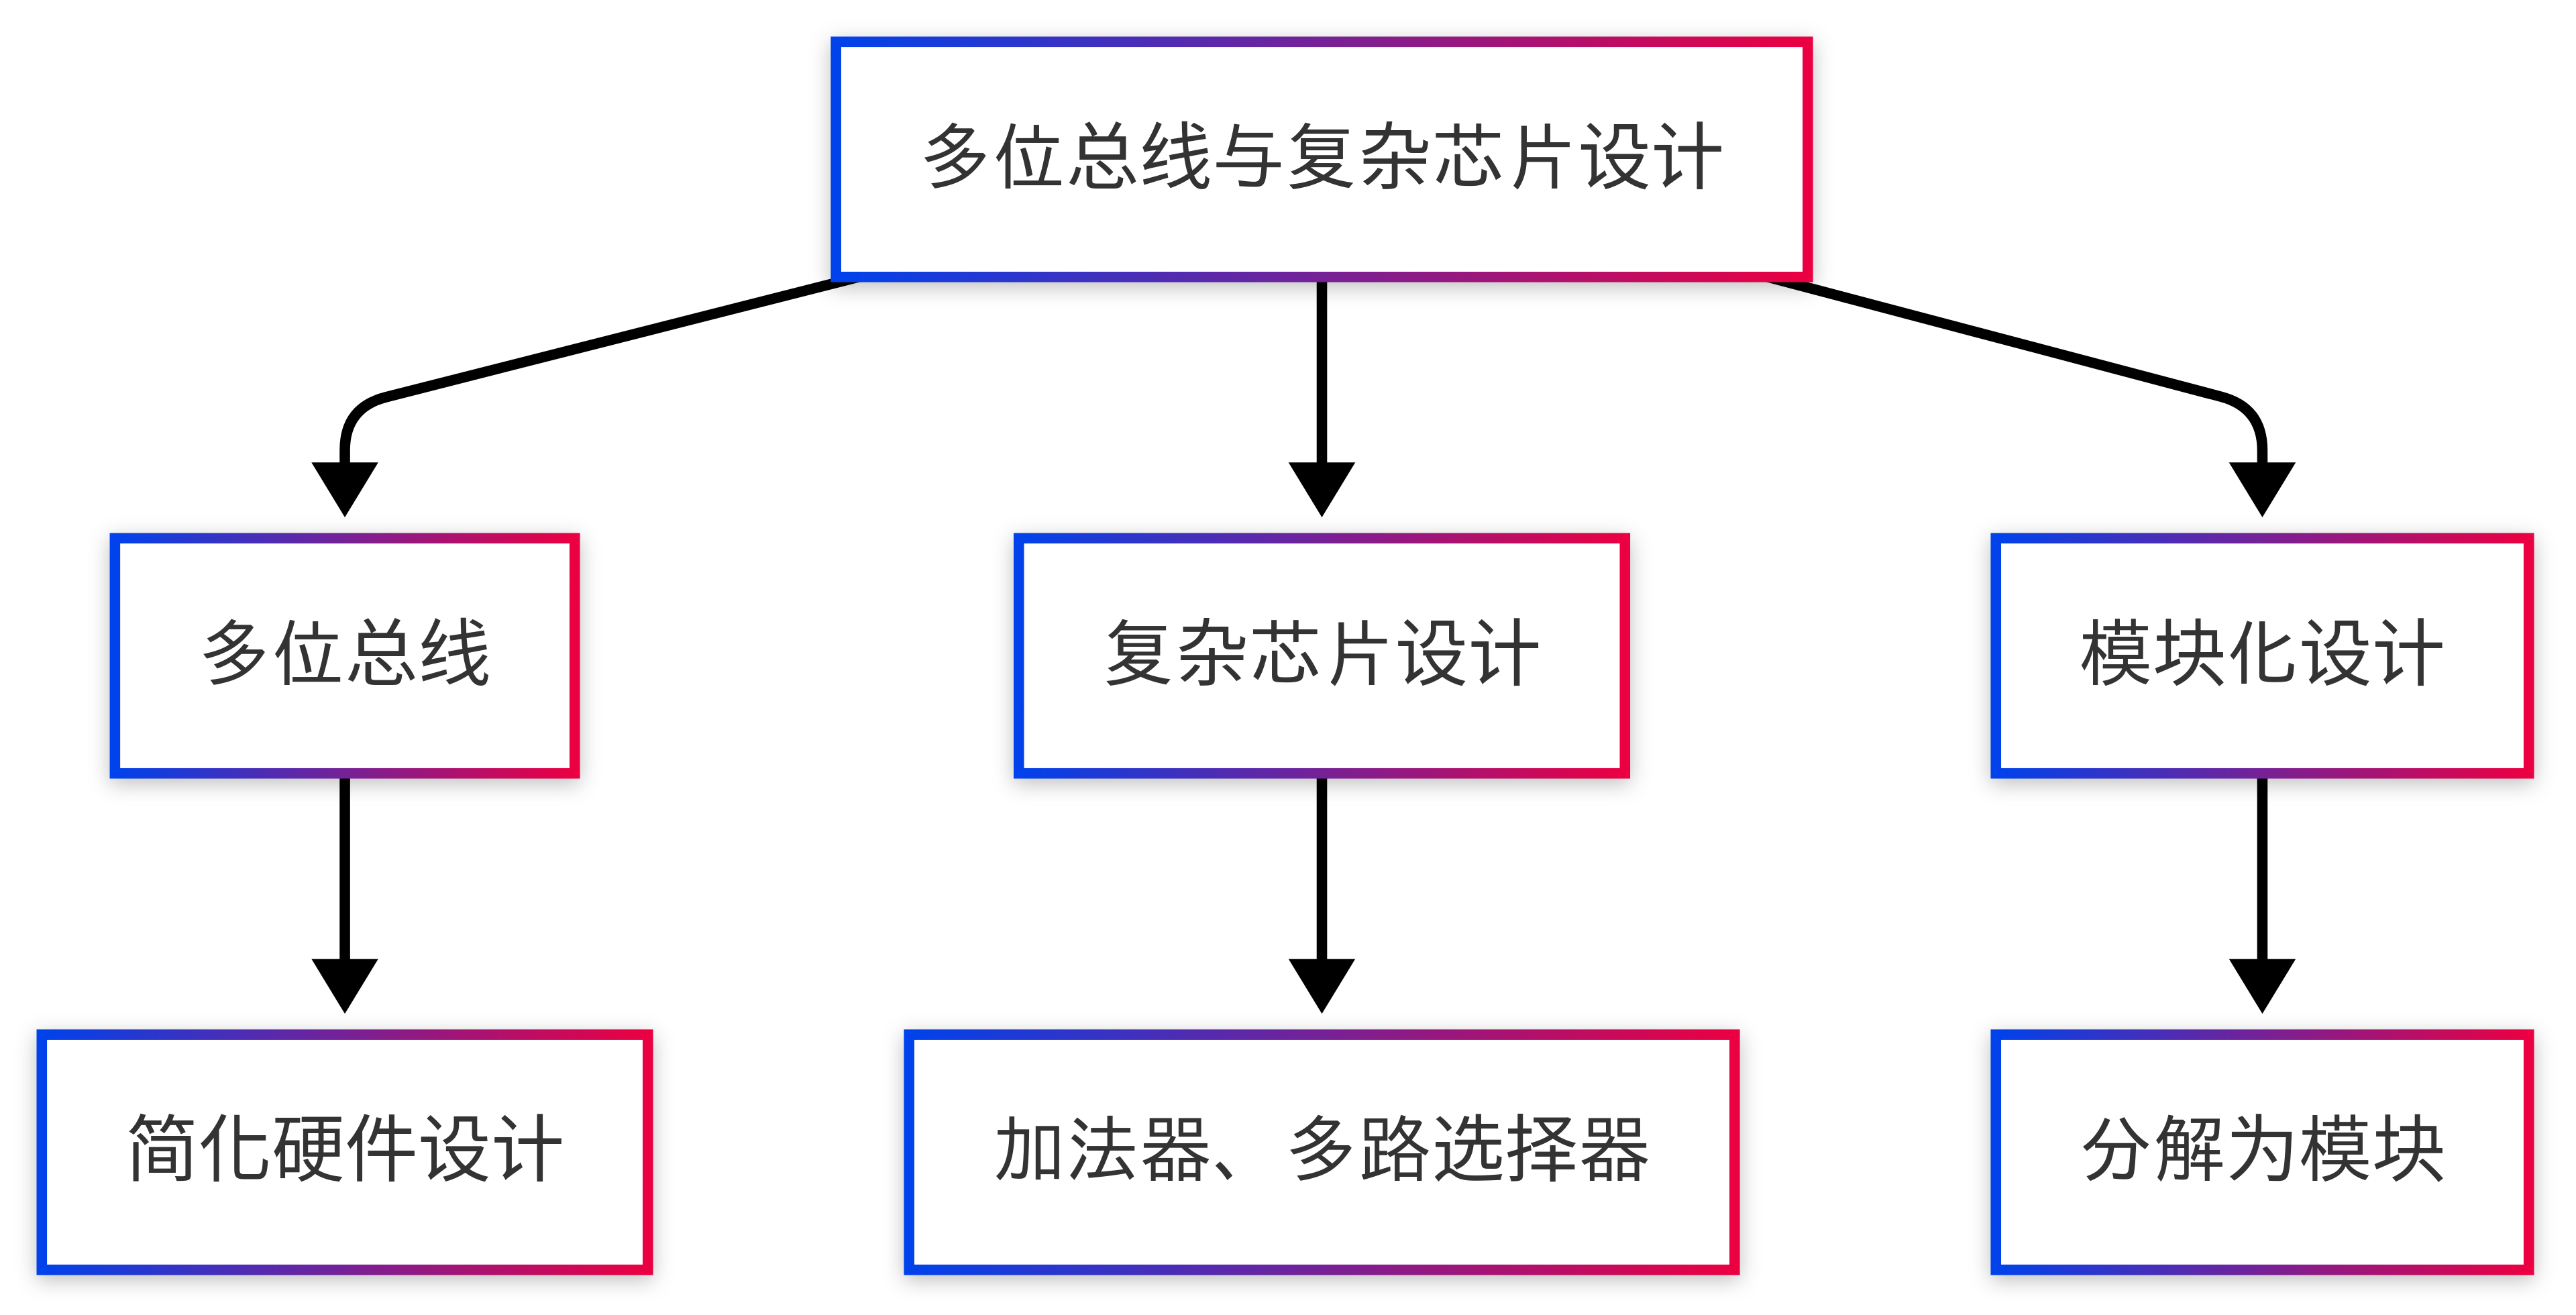 多位总线与复杂芯片设计
多位总线
复杂芯片设计
模块化设计
简化硬件设计
加法器、多路选择器
分解为模块